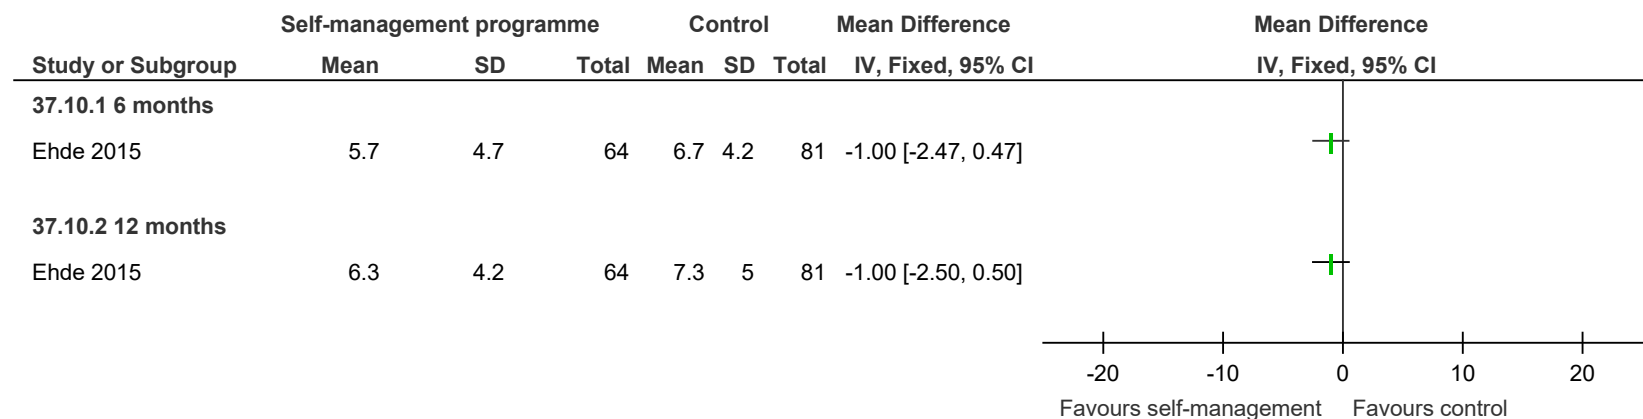 Self-management programme Control Mean Difference Mean Difference
Study or Subgroup Mean SD Total Mean SD Total IV, Fixed, 95% CI IV, Fixed, 95% CI
37.10.1 6 months
Ehde 2015 5.7 4.7 64 6.7 4.2 81 -1.00 [-2.47, 0.47]
37.10.2 12 months
Ehde 2015 6.3 4.2 64 7.3 5 81 -1.00 [-2.50, 0.50]
-20 -10 0 10 20
Favours self-management Favours control